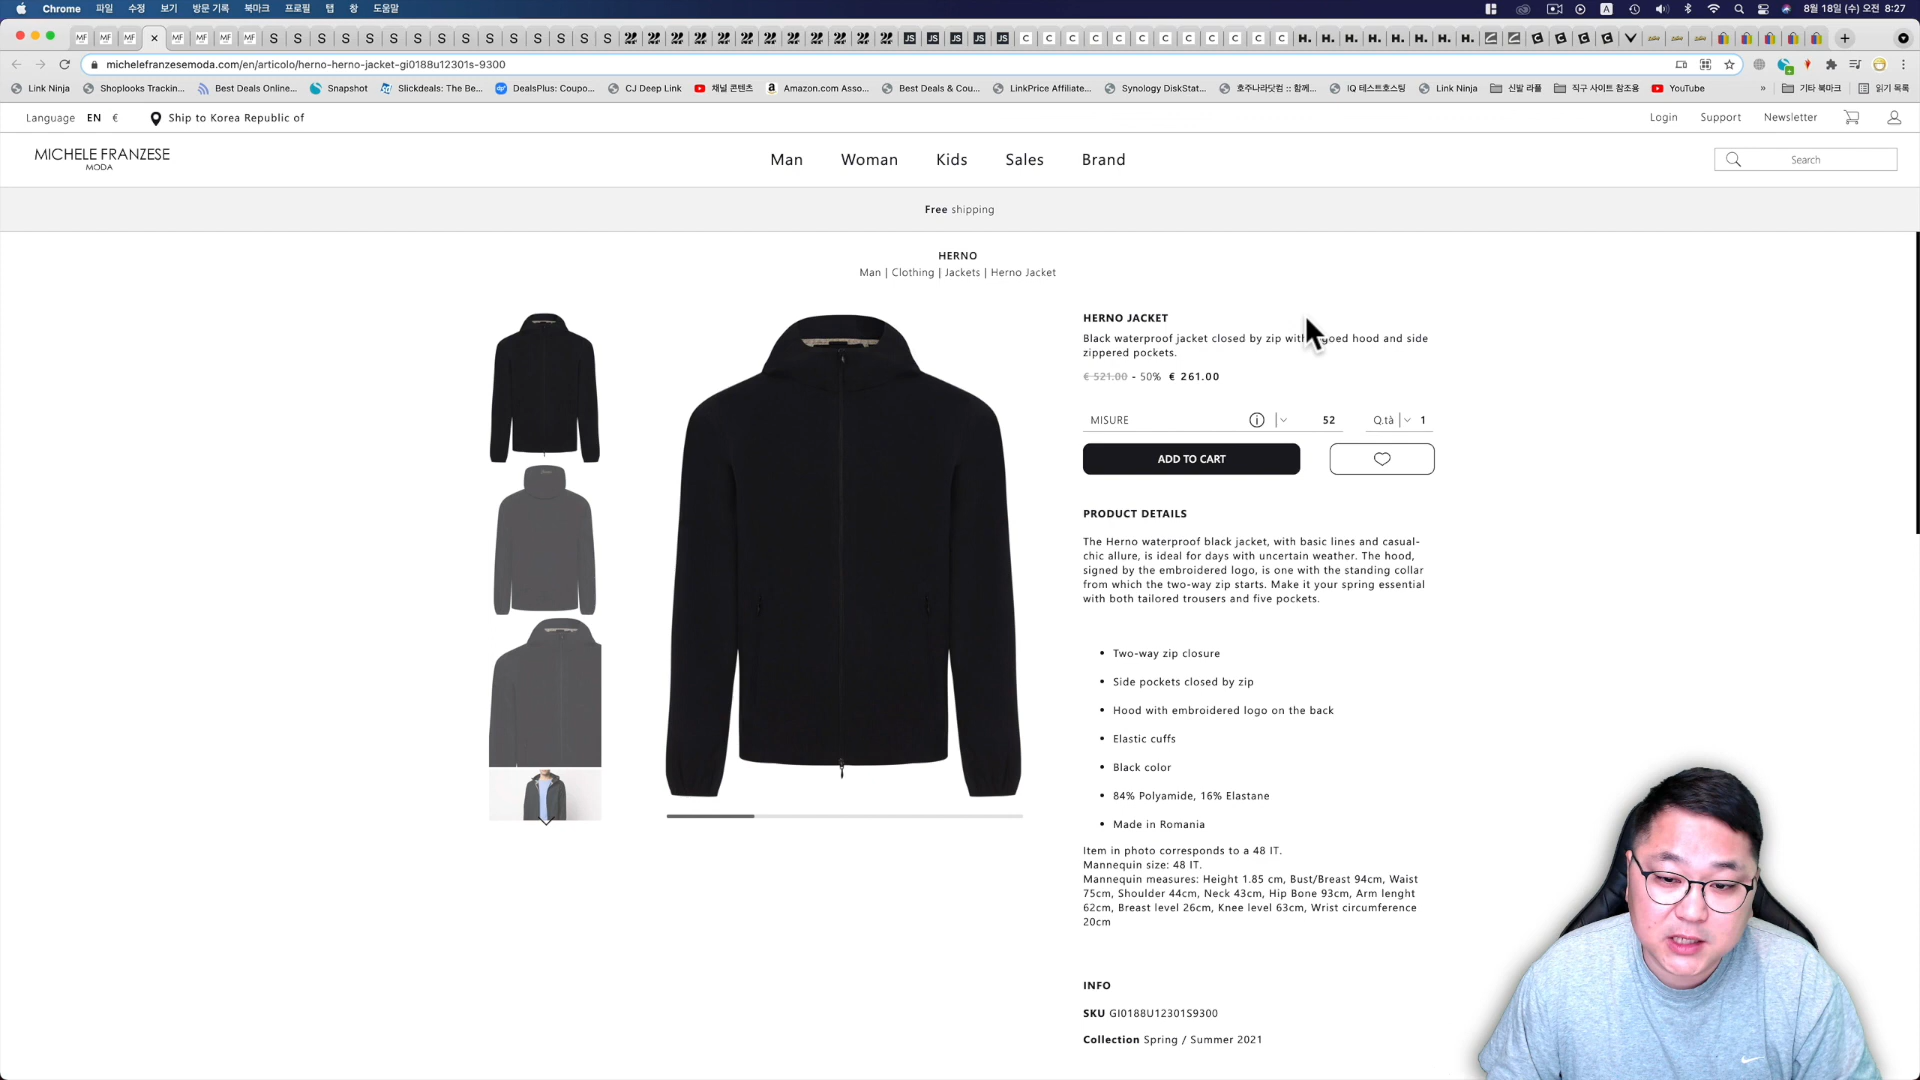 Chrome 파일 수정 보기 방문 기록 북마크 프로필 탭 창 도움말 8월 18일 (수) 오전 8:27
michelefranzesemoda.com/en/articolo/herno-herno-jacket-gi0188u12301s-9300
Link Ninja Shoplooks Trackin... Best Deals Online... Snapshot Slickdeals: The Be... DealsPlus: Coupo... CJ Deep Link 채널 콘텐츠 Amazon.com Asso... Best Deals & Cou... LinkPrice Affiliate... Synology DiskStat... 호주나라닷컴 :: 함께... IQ 테스트호스팅 Link Ninja 신발 라플 직구 사이트 참조용 YouTube » 기타 북마크 읽기 목록
Language EN € Ship to Korea Republic of Login Support Newsletter
MICHELE FRANZESE
MODA
Man Woman Kids Sales Brand Search
Free shipping
HERNO
Man | Clothing | Jackets | Herno Jacket
HERNO JACKET
Black waterproof jacket closed by zip with hood and side
zippered pockets.
€ 521.00 - 50% € 261.00
MISURE 52 Q.tà 1
ADD TO CART
PRODUCT DETAILS
The Herno waterproof black jacket, with basic lines and casual-
chic allure, is ideal for days with uncertain weather. The hood,
signed by the embroidered logo, is one with the standing collar
from which the two-way zip starts. Make it your spring essential
with both tailored trousers and five pockets.
• Two-way zip closure
• Side pockets closed by zip
• Hood with embroidered logo on the back
• Elastic cuffs
• Black color
• 84% Polyamide, 16% Elastane
• Made in Romania
Item in photo corresponds to a 48 IT.
Mannequin size: 48 IT.
Mannequin measures: Height 1.85 cm, Bust/Breast 94cm, Waist
75cm, Shoulder 44cm, Neck 43cm, Hip Bone 93cm, Arm lenght
62cm, Breast level 26cm, Knee level 63cm, Wrist circumference
20cm
INFO
SKU GI0188U12301S9300
Collection Spring / Summer 2021